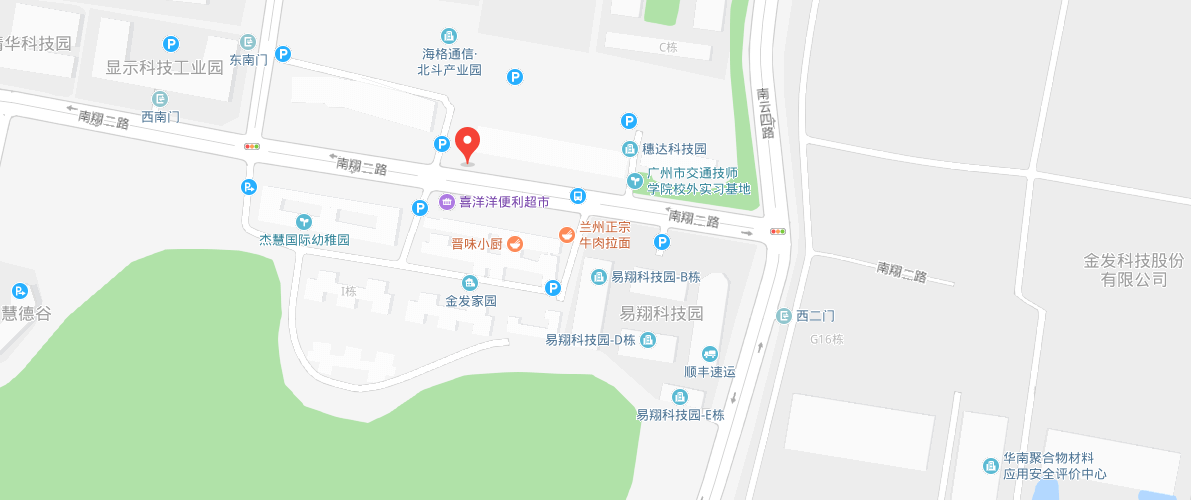 清华科技园
显示科技工业园
东南门
海格通信·
北斗产业园
C栋
西南门
南翔二路
南云四路
穗达科技园
南翔二路
广州市交通技师
学院校外实习基地
喜洋洋便利超市
南翔二路
杰慧国际幼稚园
晋味小厨
兰州正宗
牛肉拉面
金发科技股份
有限公司
南翔二路
易翔科技园-B栋
I栋
金发家园
慧德谷
易翔科技园
西二门
易翔科技园-D栋
G16栋
顺丰速运
易翔科技园-E栋
华南聚合物材料
应用安全评价中心